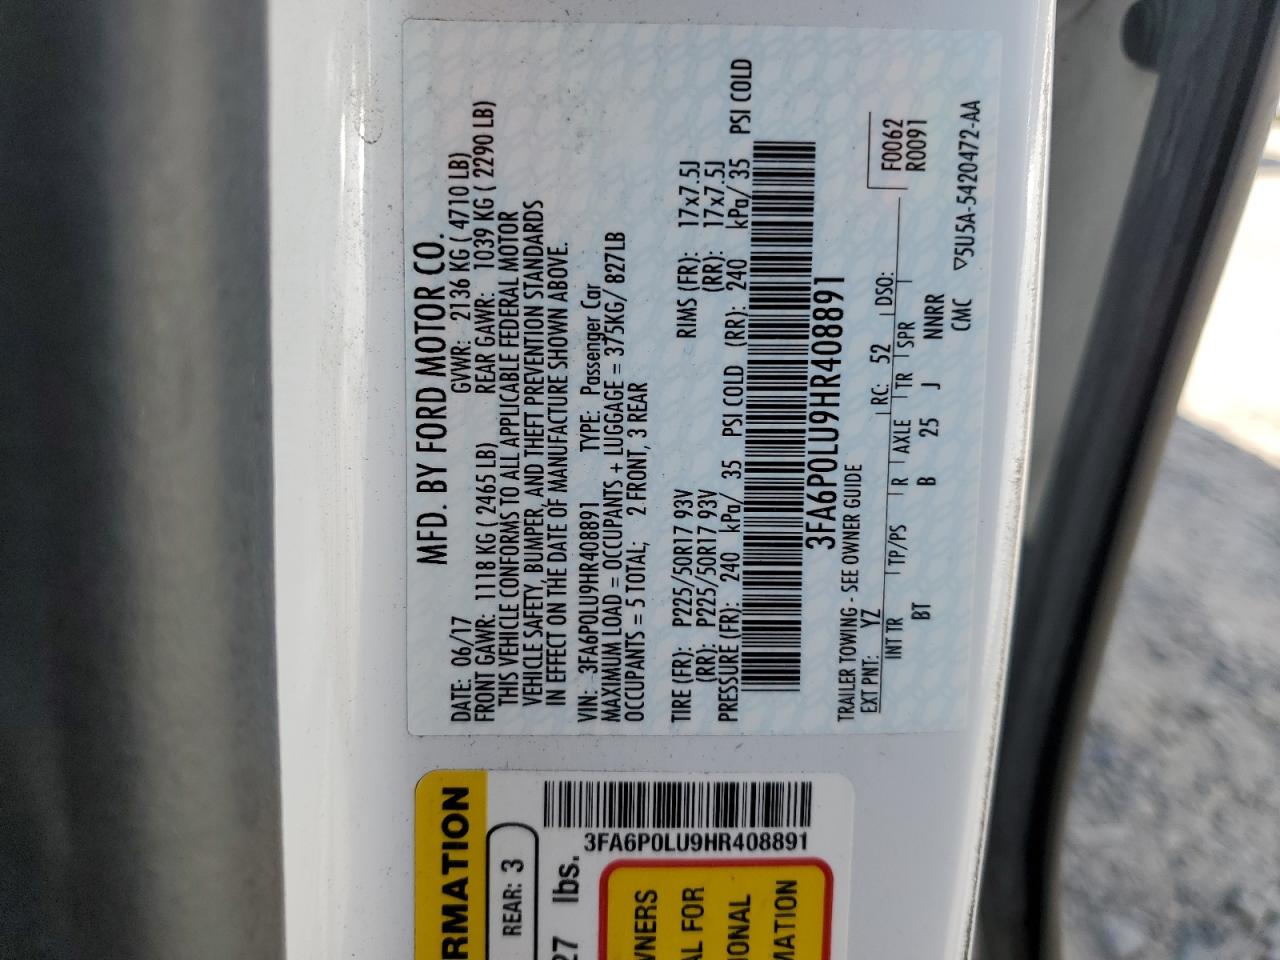 MFD. BY FORD MOTOR CO.
DATE: 06/17 GVWR: 2136 KG ( 4710 LB)
FRONT GAWR: 1118 KG ( 2465 LB) REAR GAWR: 1039 KG ( 2290 LB)
THIS VEHICLE CONFORMS TO ALL APPLICABLE FEDERAL MOTOR
VEHICLE SAFETY, BUMPER, AND THEFT PREVENTION STANDARDS
IN EFFECT ON THE DATE OF MANUFACTURE SHOWN ABOVE.
VIN: 3FA6P0LU9HR408891 TYPE: Passenger Car
MAXIMUM LOAD = OCCUPANTS + LUGGAGE = 375KG/ 827LB
OCCUPANTS = 5 TOTAL; 2 FRONT, 3 REAR
TIRE (FR): P225/50R17 93V RIMS (FR): 17x7.5J
(RR): P225/50R17 93V (RR): 17x7.5J
PRESSURE (FR): 240 kPa/ 35 PSI COLD (RR): 240 kPa/ 35 PSI COLD
3FA6P0LU9HR408891
TRAILER TOWING - SEE OWNER GUIDE
F0062
R0091
EXT PNT: YZ RC: 52 DSO:
INT TR TP/PS R AXLE TR SPR
BT B 25 J NNRR
CMC ▽5U5A-5420472-AA
RMATION
REAR: 3
27 lbs.
3FA6P0LU9HR408891
WNERS
AL FOR
IONAL
MATION